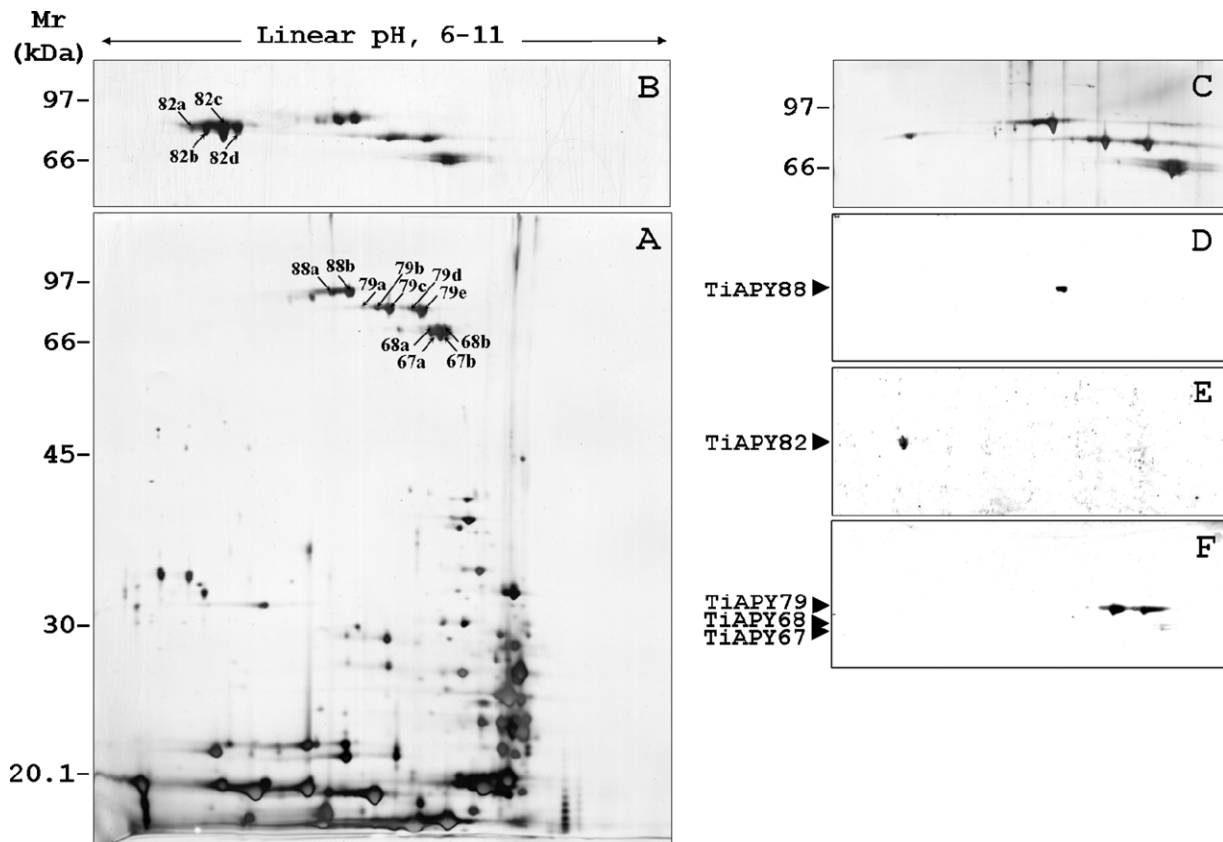 Mr
(kDa)
Linear pH, 6-11
B
97-
82a
82c
82b
82d
66-
A
97-
88a
88b
79a
79b
79c
79d
79e
66-
68a
68b
67a
67b
45-
30-
20.1-
C
97-
66-
D
TiAPY88
E
TiAPY82
F
TiAPY79
TiAPY68
TiAPY67